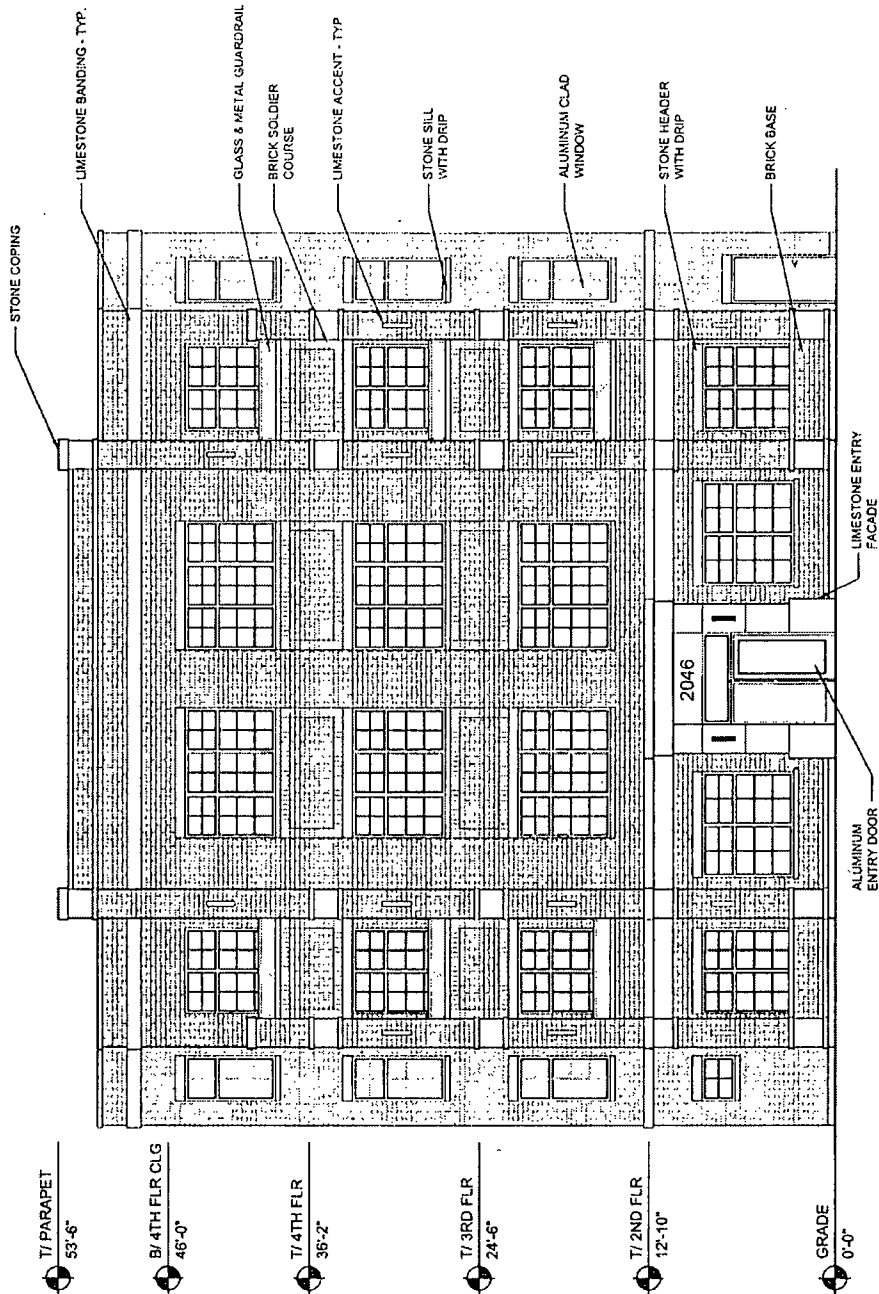 STONE COPING
LIMESTONE BANDING - TYP.
GLASS & METAL GUARDRAIL
BRICK SOLDIER
COURSE
LIMESTONE ACCENT - TYP
STONE SILL
WITH DRIP
ALUMINUM CLAD
WINDOW
STONE HEADER
WITH DRIP
BRICK BASE
LIMESTONE ENTRY
FACADE
2046
ALUMINUM
ENTRY DOOR
T/ PARAPET
53'-6"
B/ 4TH FLR CLG
46'-0"
T/ 4TH FLR
36'-2"
T/ 3RD FLR
24'-6"
T/ 2ND FLR
12'-10"
GRADE
0'-0"